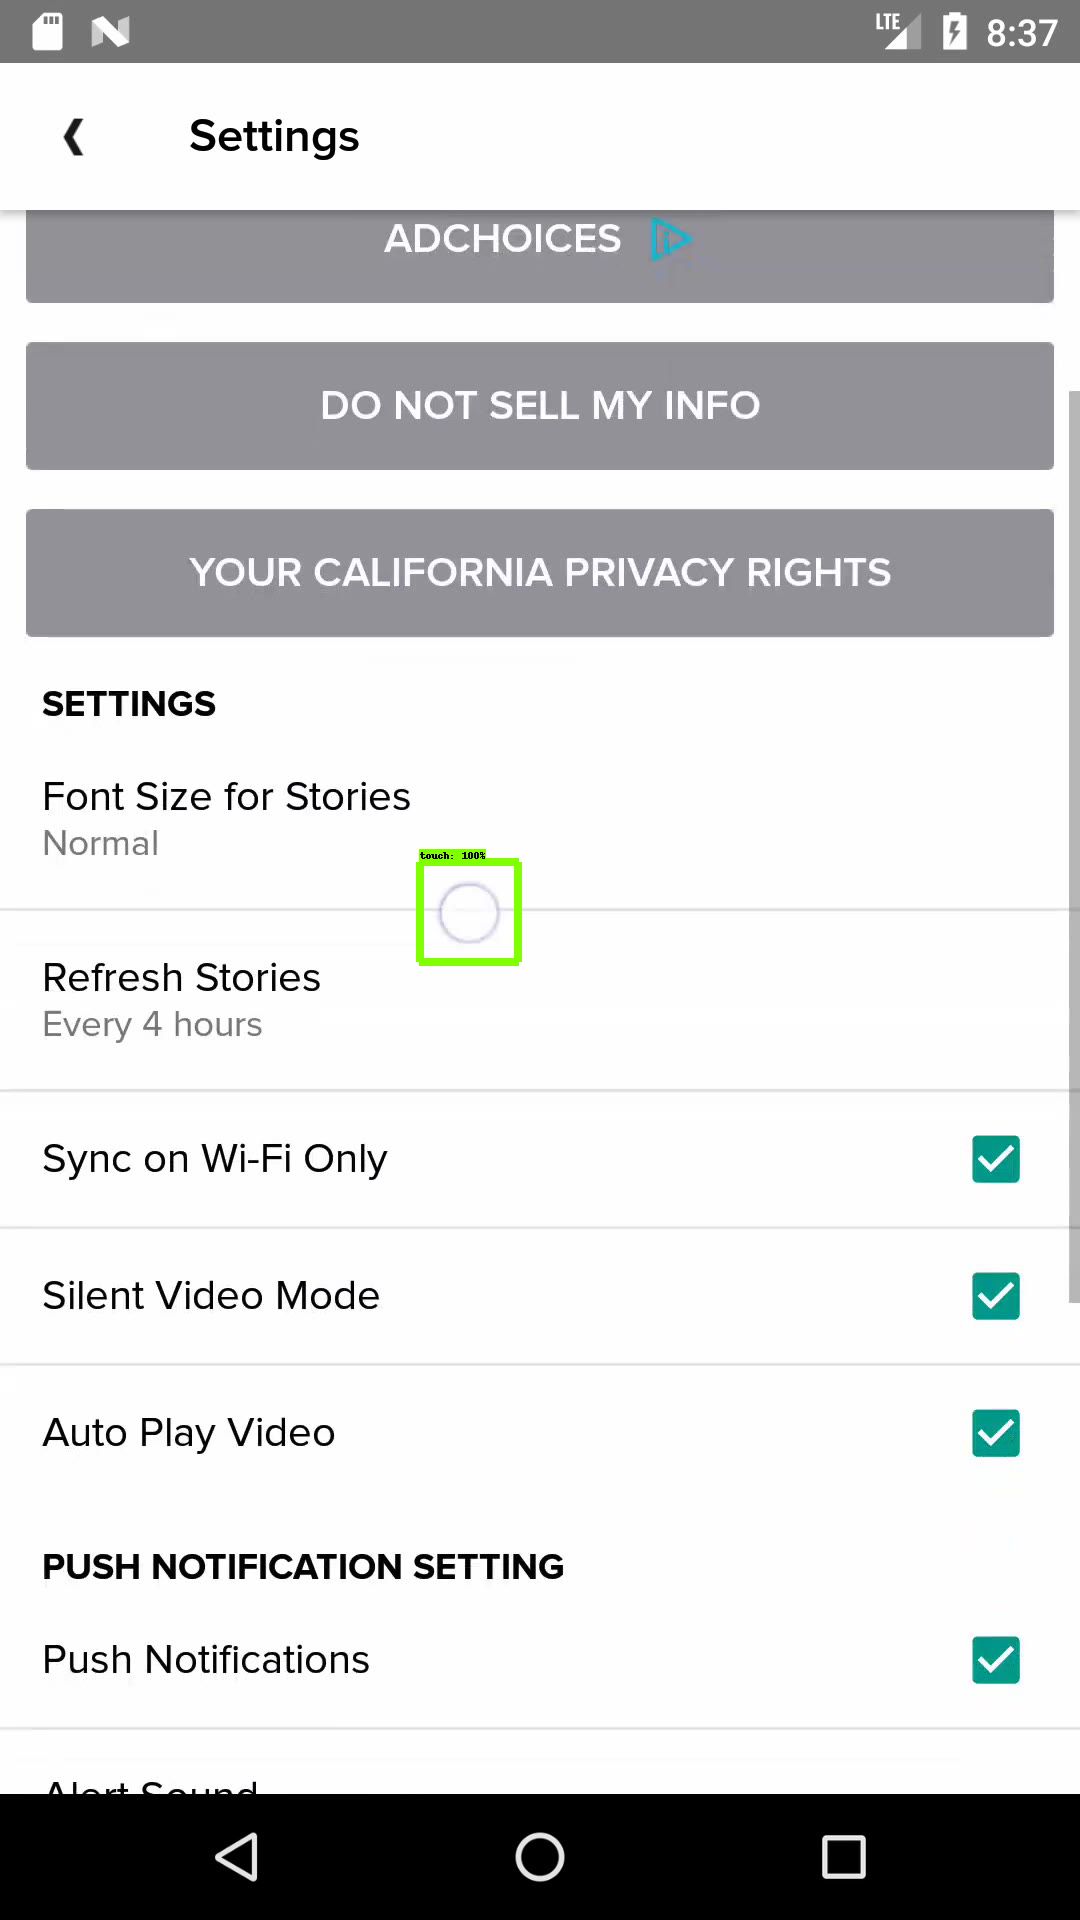 LTE 8:37
Settings
ADCHOICES
DO NOT SELL MY INFO
YOUR CALIFORNIA PRIVACY RIGHTS
SETTINGS
Font Size for Stories
Normal
touch: 100%
Refresh Stories
Every 4 hours
Sync on Wi-Fi Only
Silent Video Mode
Auto Play Video
PUSH NOTIFICATION SETTING
Push Notifications
Alert Sound